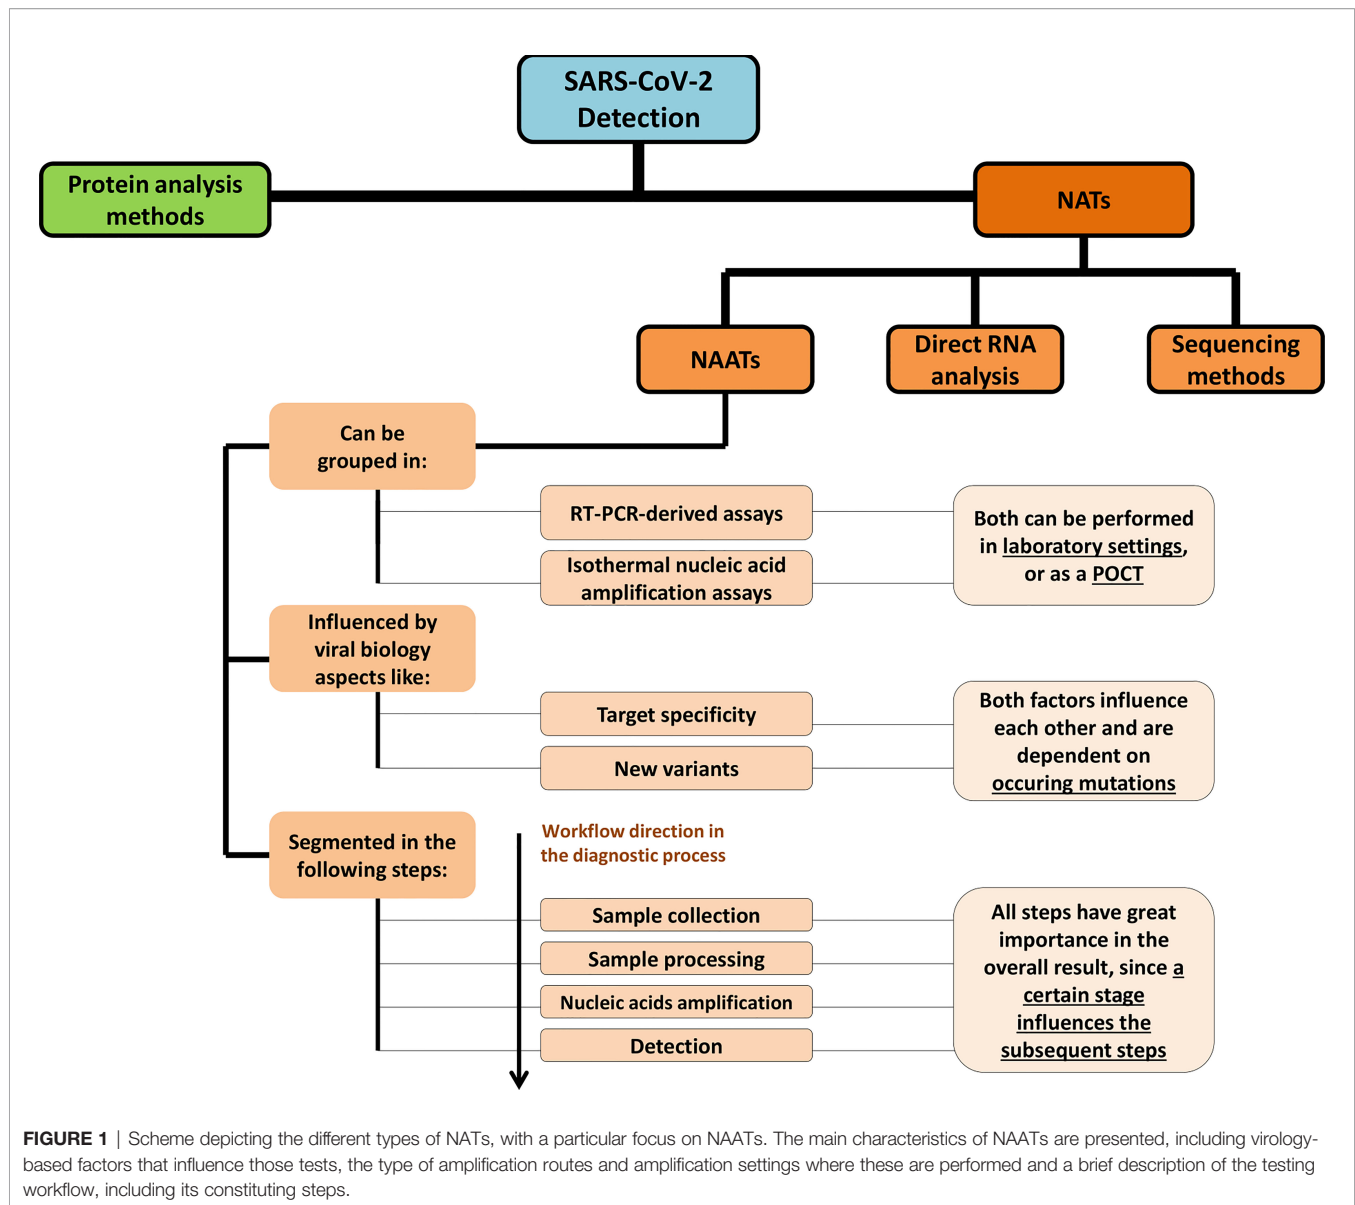 SARS-CoV-2
Detection
Protein analysis
methods
NATs
NAATs
Direct RNA
analysis
Sequencing
methods
Can be
grouped in:
RT-PCR-derived assays
Isothermal nucleic acid
amplification assays
Both can be performed
in laboratory settings,
or as a POCT
Influenced by
viral biology
aspects like:
Target specificity
New variants
Both factors influence
each other and are
dependent on
occuring mutations
Segmented in the
following steps:
Workflow direction in
the diagnostic process
Sample collection
Sample processing
Nucleic acids amplification
Detection
All steps have great
importance in the
overall result, since a
certain stage
influences the
subsequent steps
FIGURE 1 | Scheme depicting the different types of NATs, with a particular focus on NAATs. The main characteristics of NAATs are presented, including virology-
based factors that influence those tests, the type of amplification routes and amplification settings where these are performed and a brief description of the testing
workflow, including its constituting steps.